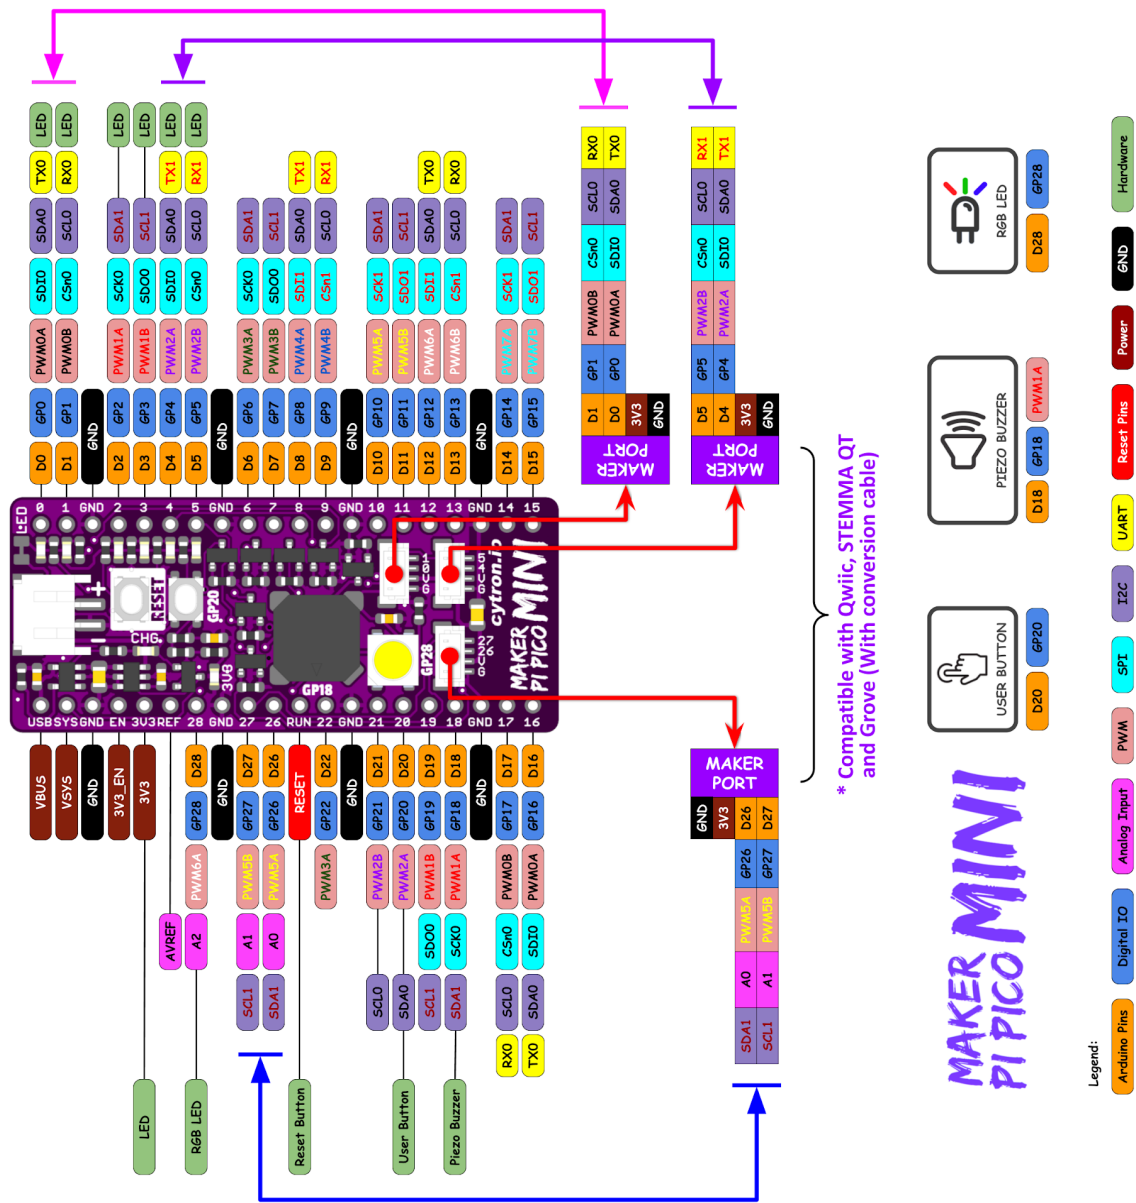 LED TX0 SDA0 SDI0 PWM0A GP0 D0
LED RX0 SCL0 CSn0 PWM0B GP1 D1
GND
LED SDA1 SCK0 PWM1A GP2 D2
LED SCL1 SDO0 PWM1B GP3 D3
LED TX1 SDA0 SDI0 PWM2A GP4 D4
LED RX1 SCL0 CSn0 PWM2B GP5 D5
GND
SDA1 SCK0 PWM3A GP6 D6
SCL1 SDO0 PWM3B GP7 D7
TX1 SDA0 SDI1 PWM4A GP8 D8
RX1 SCL0 CSn1 PWM4B GP9 D9
GND
SDA1 SCK1 PWM5A GP10 D10
SCL1 SDO1 PWM5B GP11 D11
TX0 SDA0 SDI1 PWM6A GP12 D12
RX0 SCL0 CSn1 PWM6B GP13 D13
GND
SDA1 SCK1 PWM7A GP14 D14
SCL1 SDO1 PWM7B GP15 D15
LED
0 1 GND 2 3 4 5 GND 6 7 8 9 GND 10 11 12 13 GND 14 15
+
-
RESET
GP20
CHG
3V3
GP18
GP28
1
0
V
G
5
4
V
G
27
26
V
G
cytron.io
MAKER
PI PICO MINI
USB SYS GND EN 3V3 REF 28 GND 27 26 RUN 22 GND 21 20 19 18 GND 17 16
VBUS
VSYS
GND
3V3_EN
3V3 LED
AVREF
D28 GP28 PWM6A A2 RGB LED
GND
D27 GP27 PWM5B A1 SCL1
D26 GP26 PWM5A A0 SDA1
RESET Reset Button
D22 GP22 PWM3A
GND
D21 GP21 PWM2B SCL0
D20 GP20 PWM2A SDA0 User Button
D19 GP19 PWM1B SDO0 SCL1
D18 GP18 PWM1A SCK0 SDA1 Piezo Buzzer
GND
D17 GP17 PWM0B CSn0 SCL0 RX0
D16 GP16 PWM0A SDI0 SDA0 TX0
RX0 SCL0 CSn0 PWM0B GP1 D1
TX0 SDA0 SDI0 PWM0A GP0 D0
3V3
GND
MAKER
PORT
RX1 SCL0 CSn0 PWM2B GP5 D5
TX1 SDA0 SDI0 PWM2A GP4 D4
3V3
GND
MAKER
PORT
MAKER
PORT
GND
3V3
D26 GP26 PWM5A A0 SDA1
D27 GP27 PWM5B A1 SCL1
* Compatible with Qwiic, STEMMA QT
and Grove (With conversion cable)
RGB LED
D28 GP28
PIEZO BUZZER
D18 GP18 PWM1A
USER BUTTON
D20 GP20
MAKER
PI PICO MINI
Legend:
Arduino Pins
Digital IO
Analog Input
PWM
SPI
I2C
UART
Reset Pins
Power
GND
Hardware